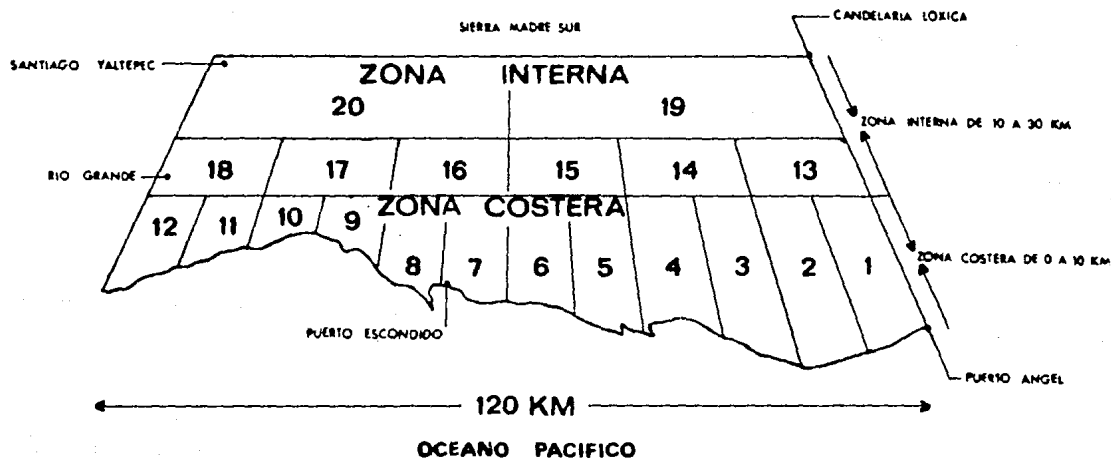 CANDELARIA LOXICA
SIERRA MADRE SUR
SANTIAGO YALTEPEC
ZONA INTERNA
20 19
ZONA INTERNA DE 10 A 30 KM
RIO GRANDE
18 17 16 15 14 13
ZONA COSTERA
12 11 10 9 8 7 6 5 4 3 2 1
ZONA COSTERA DE 0 A 10 KM
PUERTO ESCONDIDO
PUERTO ANGEL
120 KM
OCEANO PACIFICO